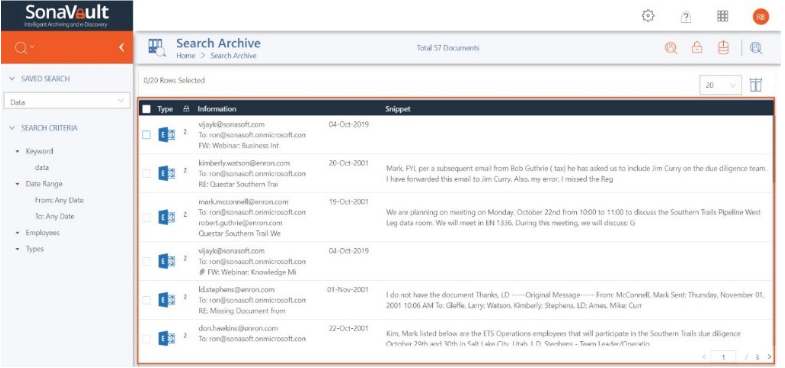 SonaVault
Intelligent Archiving and e-Discovery
RB
Search Archive
Home > Search Archive
Total 57 Documents
SAVED SEARCH
Data
SEARCH CRITERIA
Keyword
data
Date Range
From: Any Date
To: Any Date
Employees
Types
0/20 Rows Selected
20
Type Information Snippet
vijayk@sonasoft.com 04-Oct-2019
2 To: ron@sonasoft.onmicrosoft.con
FW: Webinar: Business Int
kimberly.watson@enron.com 20-Oct-2001
2 To: ron@sonasoft.onmicrosoft.con
RE: Questar Southern Trai
Mark, FYI, per a subsequent email from Bob Guthrie ( tax) he has asked us to include Jim Curry on the due diligence team.
I have forwarded this email to Jim Curry. Also, my error. I missed the Reg
mark.mcconnell@enron.com 19-Oct-2001
2 To: ron@sonasoft.onmicrosoft.con
robert.guthrie@enron.com
Questar Southern Trail We
We are planning on meeting on Monday, October 22nd from 10:00 to 11:00 to discuss the Southern Trails Pipeline West
Leg data room. We will meet in EN 1336. During this meeting, we will discuss: G
vijayk@sonasoft.com 04-Oct-2019
2 To: ron@sonasoft.onmicrosoft.con
FW: Webinar: Knowledge Mi
ld.stephens@enron.com 01-Nov-2001
2 To: ron@sonasoft.onmicrosoft.con
RE: Missing Document from
I do not have the document Thanks, LD -----Original Message----- From: McConnell, Mark Sent: Thursday, November 01,
2001 10:06 AM To: Gleffe, Larry; Watson, Kimberly; Stephens, LD; Ames, Mike; Curr
don.hawkins@enron.com 22-Oct-2001
2 To: ron@sonasoft.onmicrosoft.con
Kim, Mark listed below are the ETS Operations employees that will participate in the Southern Trails due diligence
October 29th and 30th in Salt Lake City, Utah. L.D. Stephens - Team Leader/Operatio
1 / 3